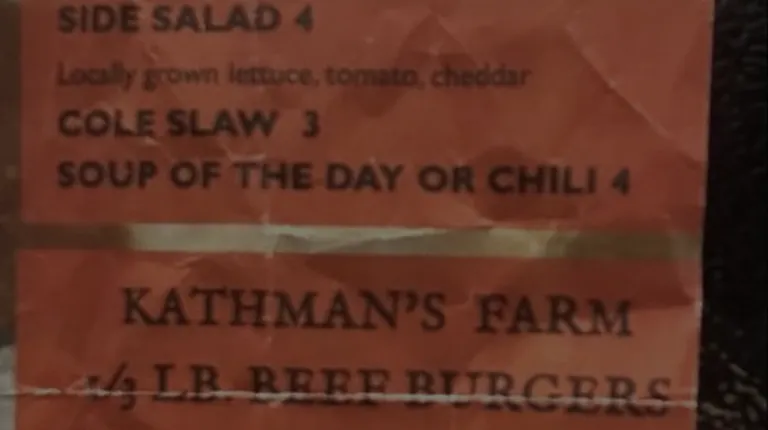 SIDE SALAD 4
Locally grown lettuce, tomato, cheddar
COLE SLAW 3
SOUP OF THE DAY OR CHILI 4
KATHMAN'S FARM
1/3 LB. BEEF BURGERS